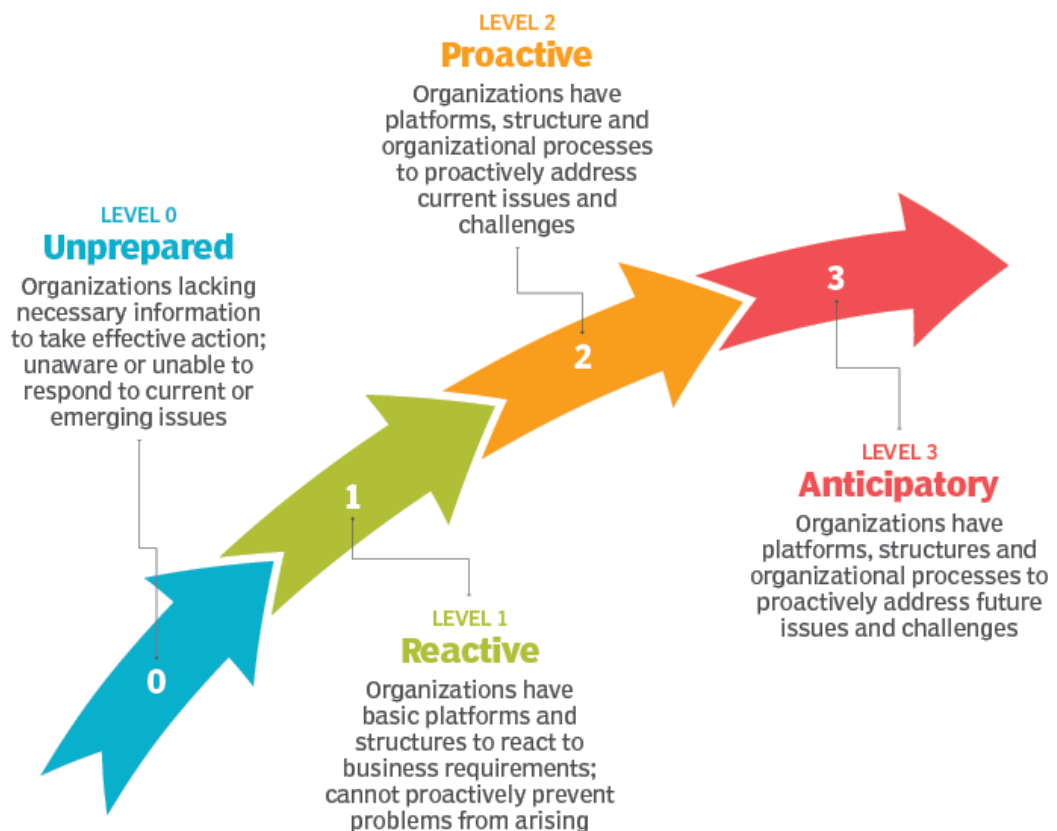 LEVEL 0
Unprepared
Organizations lacking
necessary information
to take effective action;
unaware or unable to
respond to current or
emerging issues
0
LEVEL 1
Reactive
Organizations have
basic platforms and
structures to react to
business requirements;
cannot proactively prevent
problems from arising
1
LEVEL 2
Proactive
Organizations have
platforms, structure and
organizational processes
to proactively address
current issues and
challenges
2
LEVEL 3
Anticipatory
Organizations have
platforms, structures and
organizational processes to
proactively address future
issues and challenges
3